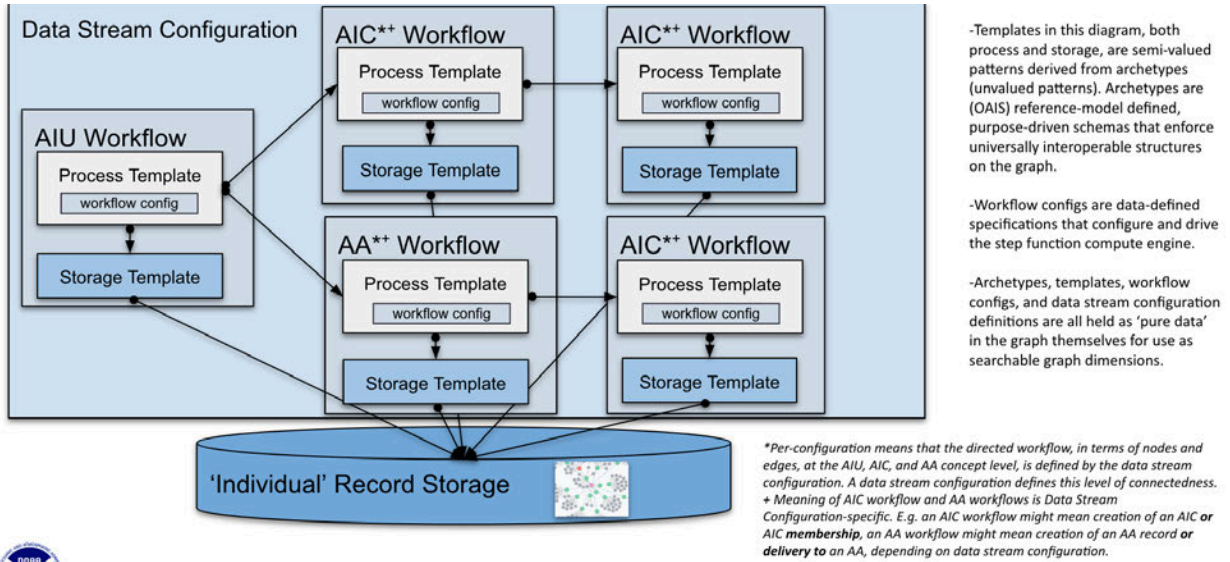 Data Stream Configuration
AIC*+ Workflow
Process Template
workflow config
Storage Template
AIC*+ Workflow
Process Template
workflow config
Storage Template
AIU Workflow
Process Template
workflow config
Storage Template
AA*+ Workflow
Process Template
workflow config
Storage Template
AIC*+ Workflow
Process Template
workflow config
Storage Template
'Individual' Record Storage
-Templates in this diagram, both
process and storage, are semi-valued
patterns derived from archetypes
(unvalued patterns). Archetypes are
(OAIS) reference-model defined,
purpose-driven schemas that enforce
universally interoperable structures
on the graph.
-Workflow configs are data-defined
specifications that configure and drive
the step function compute engine.
-Archetypes, templates, workflow
configs, and data stream configuration
definitions are all held as 'pure data'
in the graph themselves for use as
searchable graph dimensions.
*Per-configuration means that the directed workflow, in terms of nodes and
edges, at the AIU, AIC, and AA concept level, is defined by the data stream
configuration. A data stream configuration defines this level of connectedness.
+ Meaning of AIC workflow and AA workflows is Data Stream
Configuration-specific. E.g. an AIC workflow might mean creation of an AIC or
AIC membership, an AA workflow might mean creation of an AA record or
delivery to an AA, depending on data stream configuration.